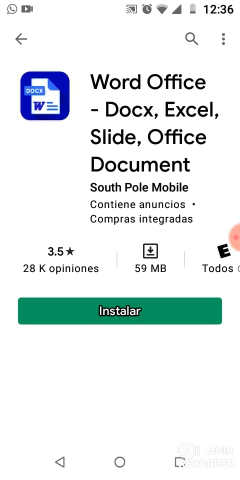 12:36
DOCX
W
Word Office
- Docx, Excel,
Slide, Office
Document
South Pole Mobile
Contiene anuncios •
Compras integradas
3.5★
28 K opiniones
59 MB
E
Todos
Instalar